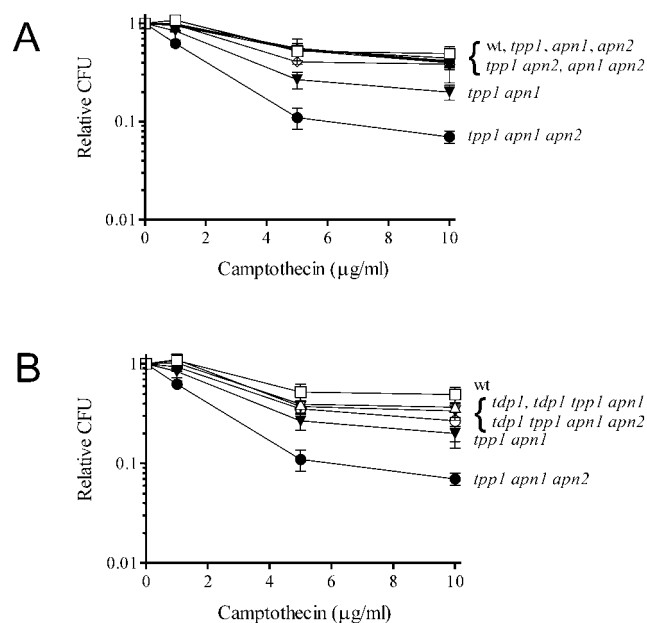 A
Relative CFU
1
0.1
0.01
0 2 4 6 8 10
Camptothecin (μg/ml)
wt, tpp1, apn1, apn2
tpp1 apn2, apn1 apn2
tpp1 apn1
tpp1 apn1 apn2
B
Relative CFU
1
0.1
0.01
0 2 4 6 8 10
Camptothecin (μg/ml)
wt
tdp1, tdp1 tpp1 apn1
tdp1 tpp1 apn1 apn2
tpp1 apn1
tpp1 apn1 apn2